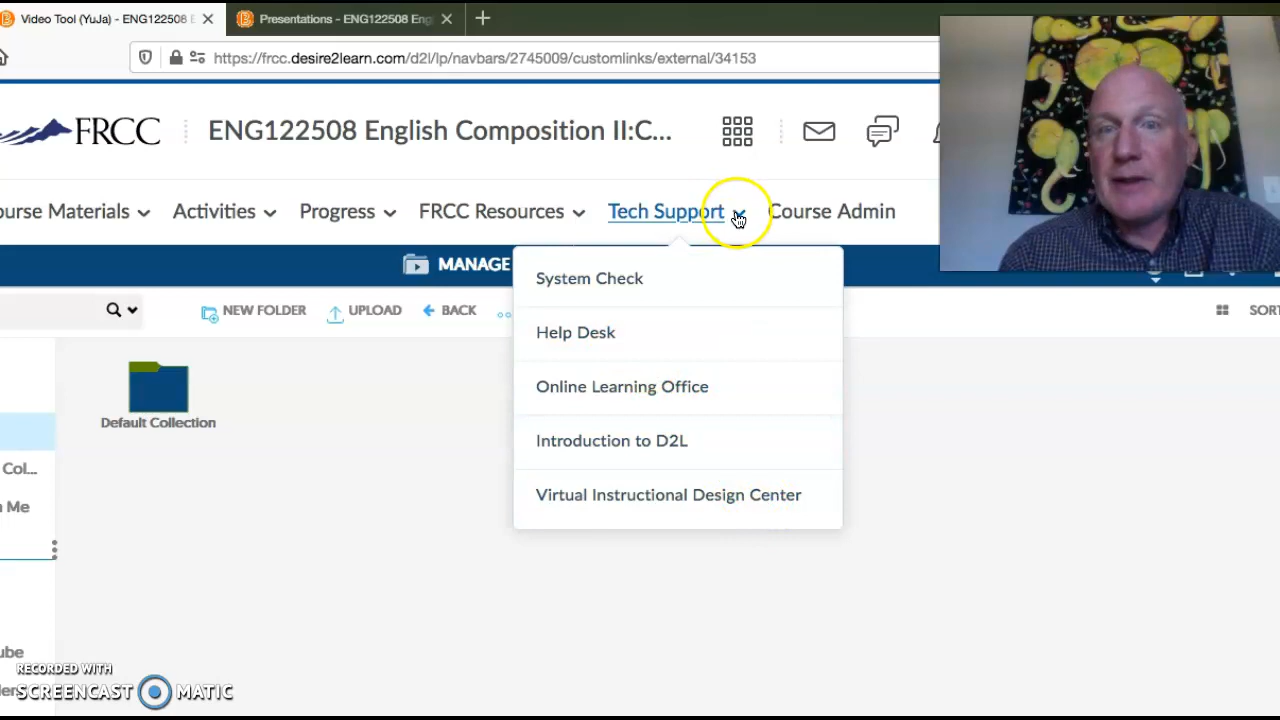 Video Tool (YuJa) - ENG122508 E
Presentations - ENG122508 Eng
https://frcc.desire2learn.com/d2l/lp/navbars/2745009/customlinks/external/34153
FRCC
ENG122508 English Composition II:C...
ourse Materials
Activities
Progress
FRCC Resources
Tech Support
Course Admin
MANAGE
System Check
Help Desk
Online Learning Office
Introduction to D2L
Virtual Instructional Design Center
NEW FOLDER
UPLOAD
BACK
SORT
Default Collection
Col...
Me
ube
RECORDED WITH
SCREENCAST MATIC